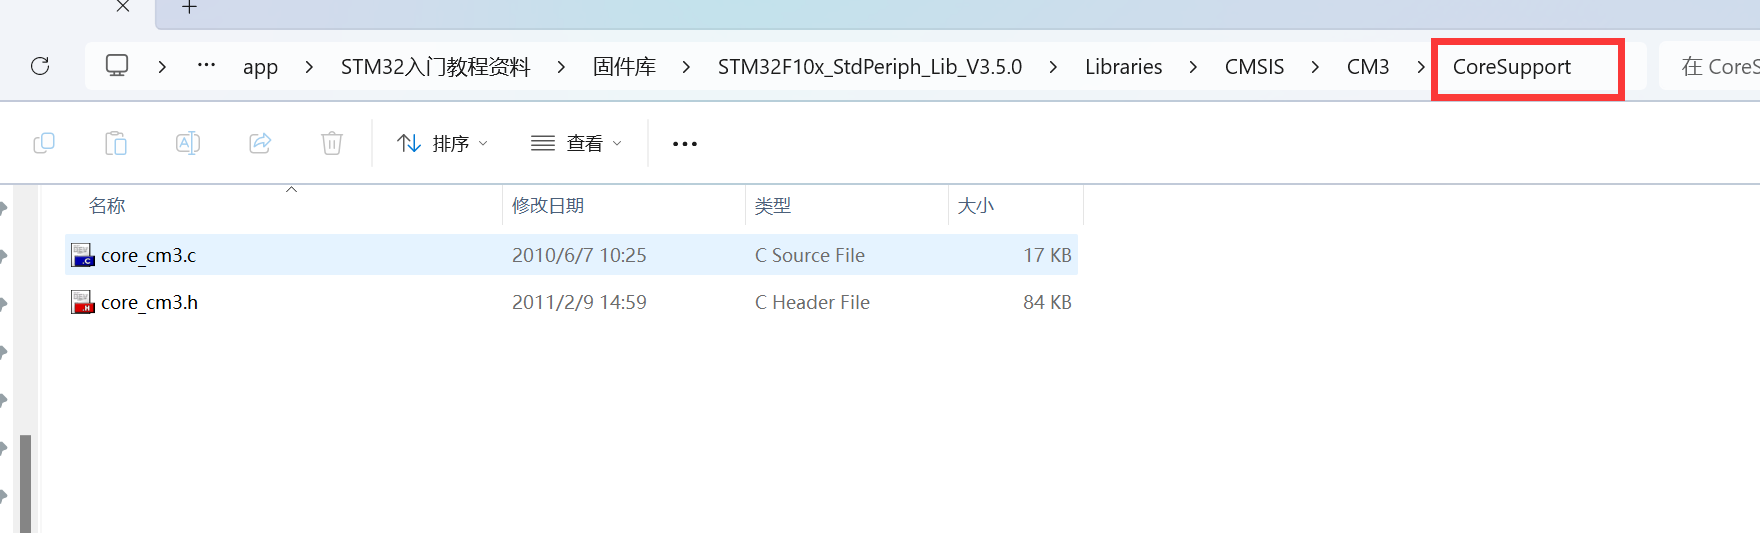 app STM32入门教程资料 固件库 STM32F10x_StdPeriph_Lib_V3.5.0 Libraries CMSIS CM3 CoreSupport 在 CoreS
排序 查看
名称 修改日期 类型 大小
core_cm3.c 2010/6/7 10:25 C Source File 17 KB
core_cm3.h 2011/2/9 14:59 C Header File 84 KB